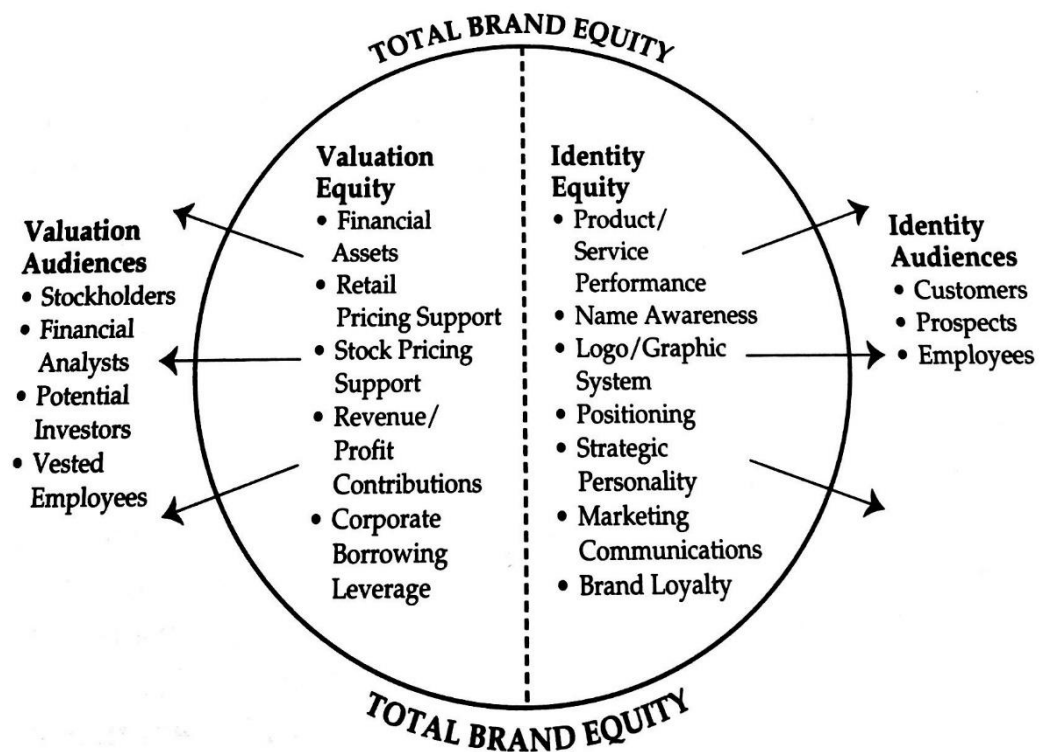 TOTAL BRAND EQUITY
Valuation
Audiences
• Stockholders
• Financial
Analysts
• Potential
Investors
• Vested
Employees
Valuation
Equity
• Financial
Assets
• Retail
Pricing Support
• Stock Pricing
Support
• Revenue/
Profit
Contributions
• Corporate
Borrowing
Leverage
Identity
Equity
• Product/
Service
Performance
• Name Awareness
• Logo/Graphic
System
• Positioning
• Strategic
Personality
• Marketing
Communications
• Brand Loyalty
Identity
Audiences
• Customers
• Prospects
• Employees
TOTAL BRAND EQUITY